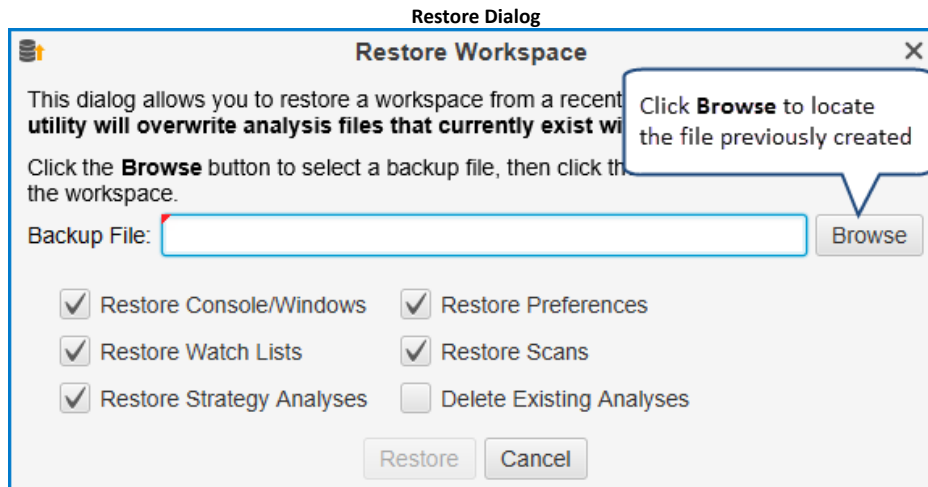 Restore Dialog
Restore Workspace
This dialog allows you to restore a workspace from a recent
utility will overwrite analysis files that currently exist
Click the Browse button to select a backup file, then click
the workspace.
Click Browse to locate
the file previously created
Backup File:
Browse
Restore Console/Windows Restore Preferences
Restore Watch Lists Restore Scans
Restore Strategy Analyses Delete Existing Analyses
Restore Cancel